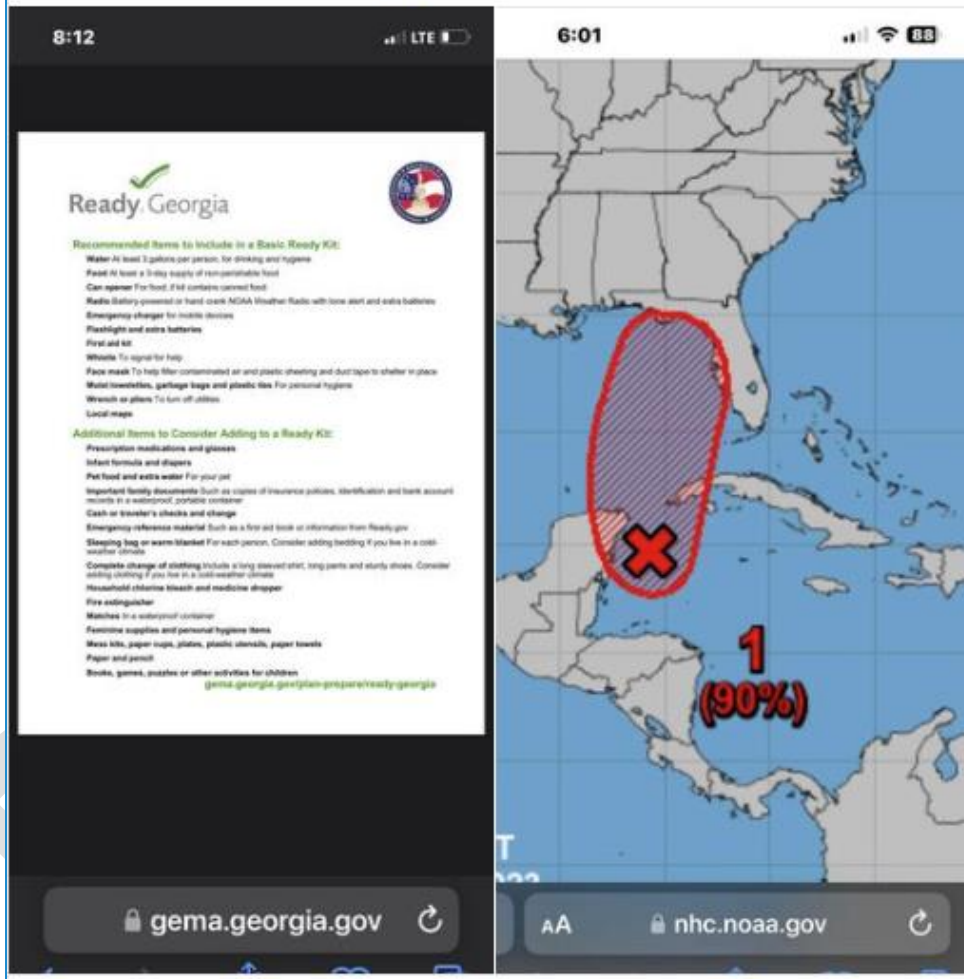 8:12
LTE
Ready Georgia
Recommended Items to Include in a Basic Ready Kit:
Water At least 3 gallons per person, for drinking and hygiene
Food At least a 3-day supply of non-perishable food
Can opener For food, if kit contains canned food
Radio Battery-powered or hand crank NOAA Weather Radio with tone alert and extra batteries
Emergency charger for mobile devices
Flashlight and extra batteries
First aid kit
Whistle To signal for help
Face mask To help filter contaminated air and plastic sheeting and duct tape to shelter in place
Moist towelettes, garbage bags and plastic ties For personal hygiene
Wrench or pliers To turn off utilities
Local maps
Additional Items to Consider Adding to a Ready Kit:
Prescription medications and glasses
Infant formula and diapers
Pet food and extra water For your pet
Important family documents Such as copies of insurance policies, identification and bank account
records in a waterproof, portable container
Cash or traveler's checks and change
Emergency reference material Such as a first aid book or information from Ready.gov
Sleeping bag or warm blanket For each person. Consider adding bedding if you live in a cold-
weather climate
Complete change of clothing Include a long sleeved shirt, long pants and sturdy shoes. Consider
adding clothing if you live in a cold-weather climate
Household chlorine bleach and medicine dropper
Fire extinguisher
Matches In a waterproof container
Feminine supplies and personal hygiene items
Mess kits, paper cups, plates, plastic utensils, paper towels
Paper and pencil
Books, games, puzzles or other activities for children
gema.georgia.gov/plan-prepare/ready-georgia
gema.georgia.gov
6:01
88
1
(90%)
T
AA nhc.noaa.gov